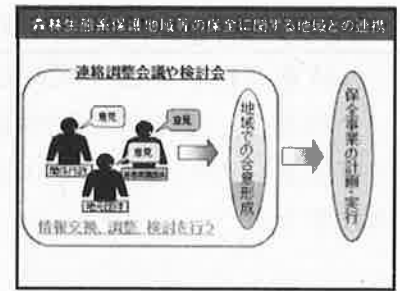 森林生態系保護地域等の保全に関する地域との連携
連絡調整会議や検討会
意見
意見
意見
情報交換、調整、検討を行う
地域での合意形成
保全事業の計画・実行